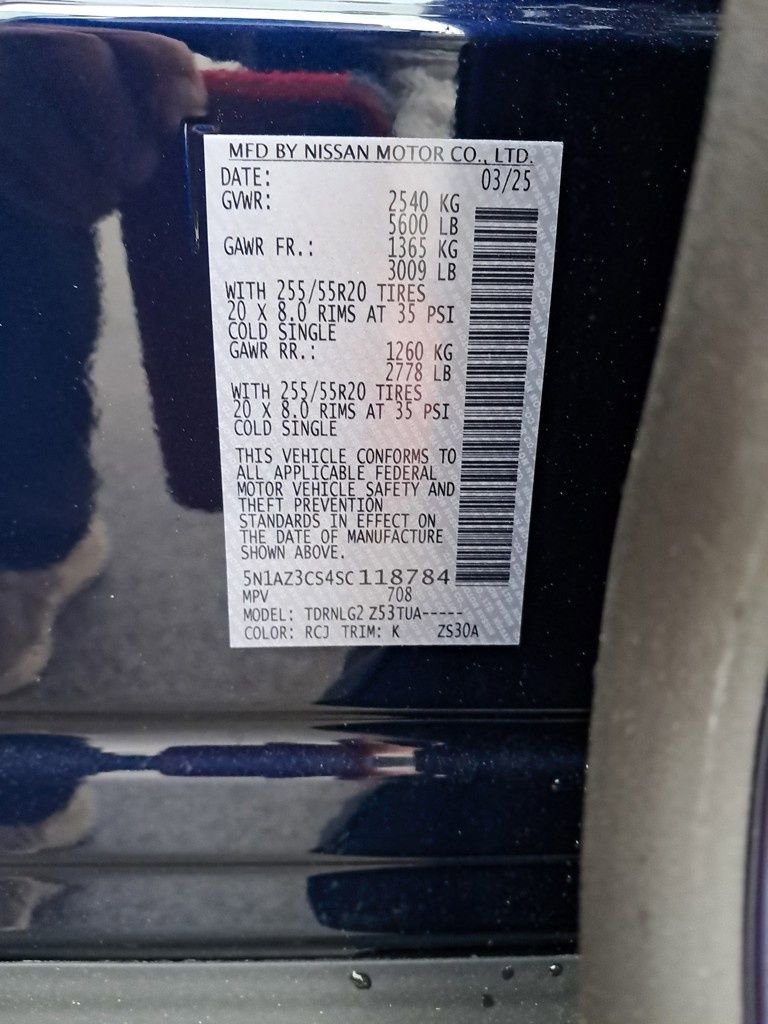 MFD BY NISSAN MOTOR CO., LTD.
DATE: 03/25
GVWR: 2540 KG
5600 LB
GAWR FR.: 1365 KG
3009 LB
WITH 255/55R20 TIRES
20 X 8.0 RIMS AT 35 PSI
COLD SINGLE
GAWR RR.: 1260 KG
2778 LB
WITH 255/55R20 TIRES
20 X 8.0 RIMS AT 35 PSI
COLD SINGLE
THIS VEHICLE CONFORMS TO
ALL APPLICABLE FEDERAL
MOTOR VEHICLE SAFETY AND
THEFT PREVENTION
STANDARDS IN EFFECT ON
THE DATE OF MANUFACTURE
SHOWN ABOVE.
5N1AZ3CS4SC118784
MPV 708
MODEL: TDRNLG2 Z53TUA-----
COLOR: RCJ TRIM: K ZS30A